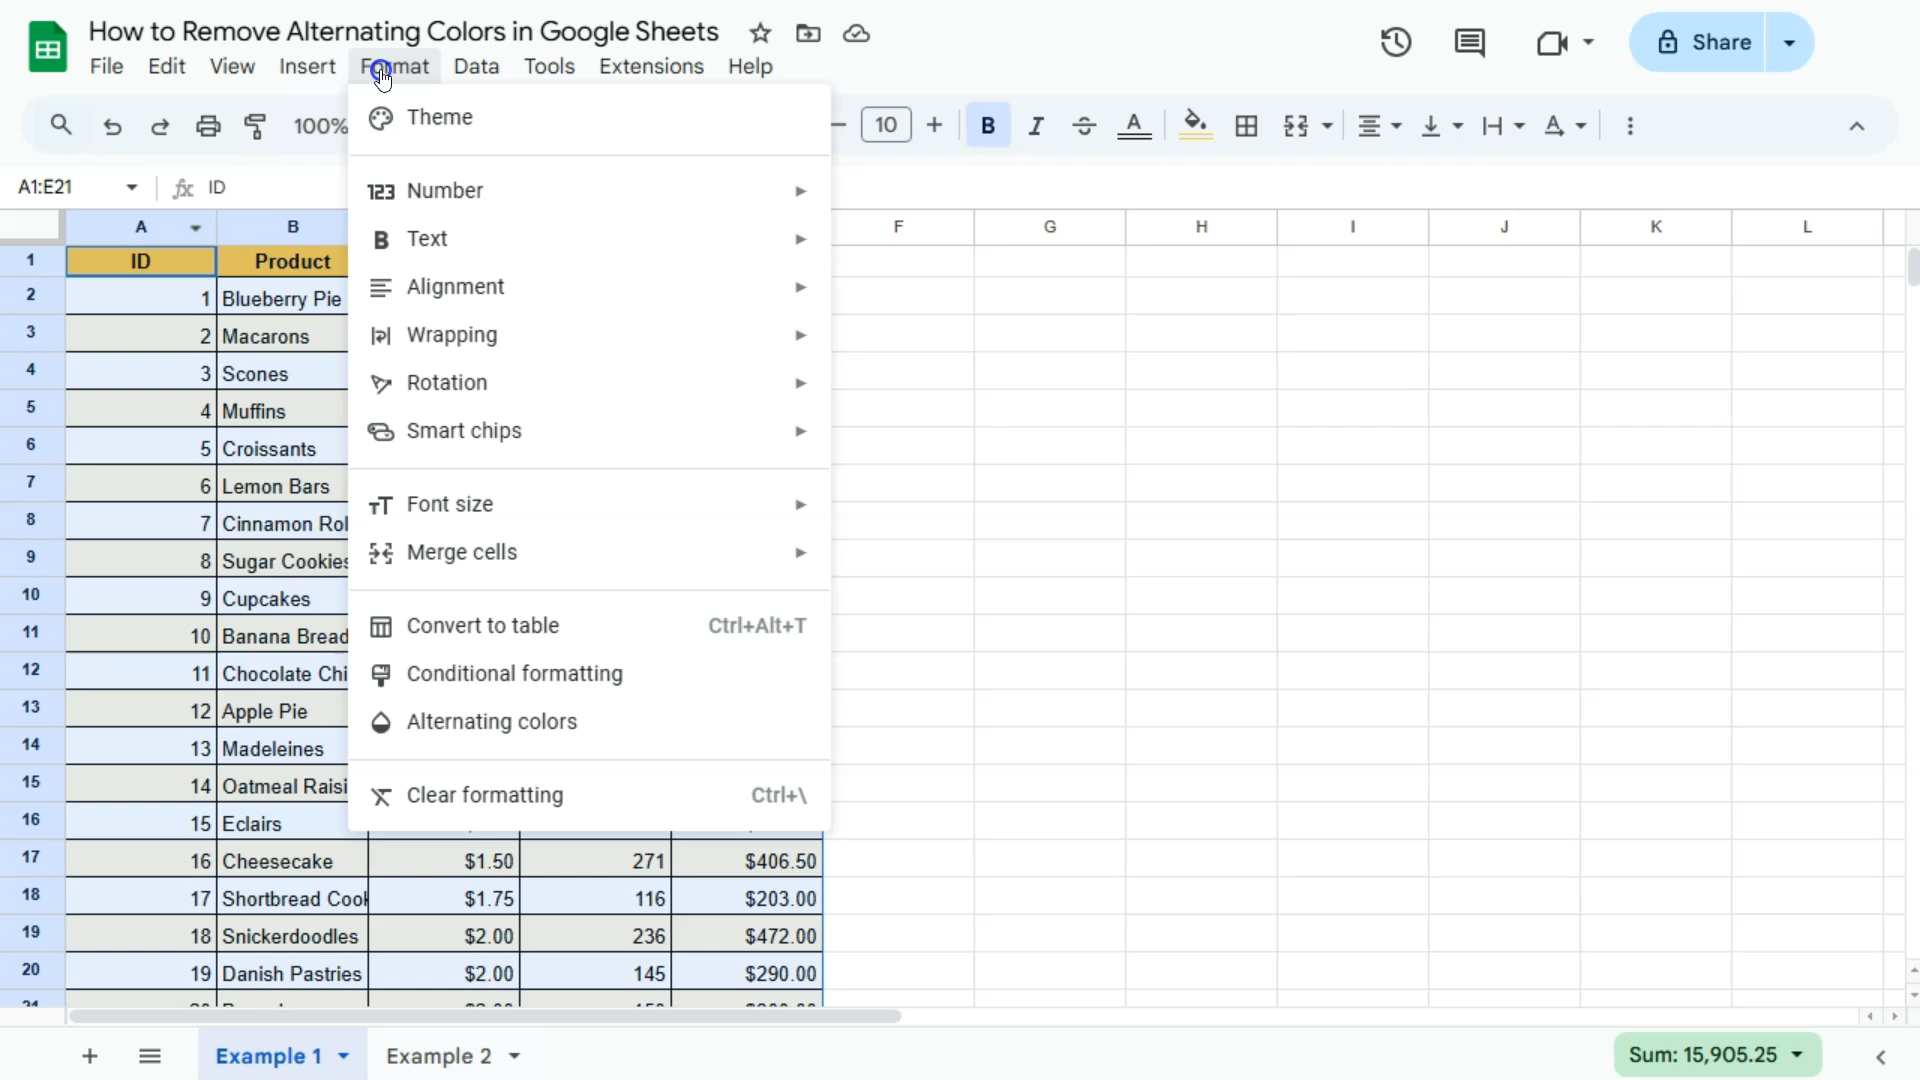 How to Remove Alternating Colors in Google Sheets
File Edit View Insert Format Data Tools Extensions Help
Share
100%
10
B
I
A
A
A1:E21
fx
ID
A B F G H I J K L
1 ID Product
2 1 Blueberry Pie
3 2 Macarons
4 3 Scones
5 4 Muffins
6 5 Croissants
7 6 Lemon Bars
8 7 Cinnamon Rol
9 8 Sugar Cookies
10 9 Cupcakes
11 10 Banana Bread
12 11 Chocolate Chi
13 12 Apple Pie
14 13 Madeleines
15 14 Oatmeal Raisi
16 15 Eclairs
17 16 Cheesecake $1.50 271 $406.50
18 17 Shortbread Cook $1.75 116 $203.00
19 18 Snickerdoodles $2.00 236 $472.00
20 19 Danish Pastries $2.00 145 $290.00
Theme
123 Number
B Text
Alignment
Wrapping
Rotation
Smart chips
Font size
Merge cells
Convert to table Ctrl+Alt+T
Conditional formatting
Alternating colors
Clear formatting Ctrl+\
Example 1
Example 2
Sum: 15,905.25